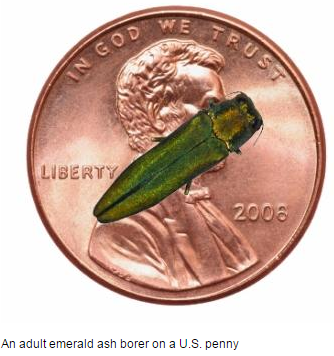 IN GOD WE TRUST
LIBERTY
2008
An adult emerald ash borer on a U.S. penny